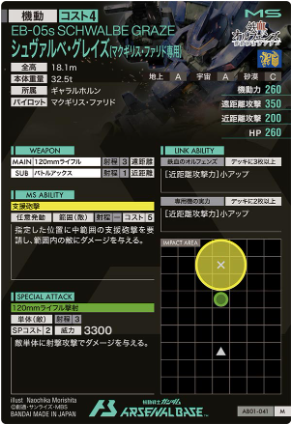 機動 コスト4 MS
EB-05s SCHWALBE GRAZE
シュヴァルベ・グレイズ(マクギリス・ファリド専用)
鉄血のオルフェンズ
全高 18.1m
本体重量 32.5t
所属 ギャラルホルン
パイロット マクギリス・ファリド
地上 A 宇宙 A 砂漠 C
機動力 260
遠距離攻撃 350
近距離攻撃 200
HP 260
WEAPON
MAIN 120mmライフル 射程 3 遠距離
SUB バトルアックス 射程 1 近距離
LINK ABILITY
鉄血のオルフェンズ デッキに3枚以上
[近距離攻撃力]小アップ
専用機の実力 デッキに2枚以上
[近距離攻撃力]小アップ
MS ABILITY
支援砲撃
任意発動 範囲(敵) 射程 ー コスト 5
指定した位置に中範囲の支援砲撃を要請し、範囲内の敵にダメージを与える。
IMPACT AREA
SPECIAL ATTACK
120mmライフル撃射
単体(敵) 射程 3
SPコスト 2 威力 3300
敵単体に射撃攻撃でダメージを与える。
illust Naochika Morishita
©創通・サンライズ・MBS
BANDAI MADE IN JAPAN
機動戦士ガンダム
ARSENAL BASE
AB01-041 M